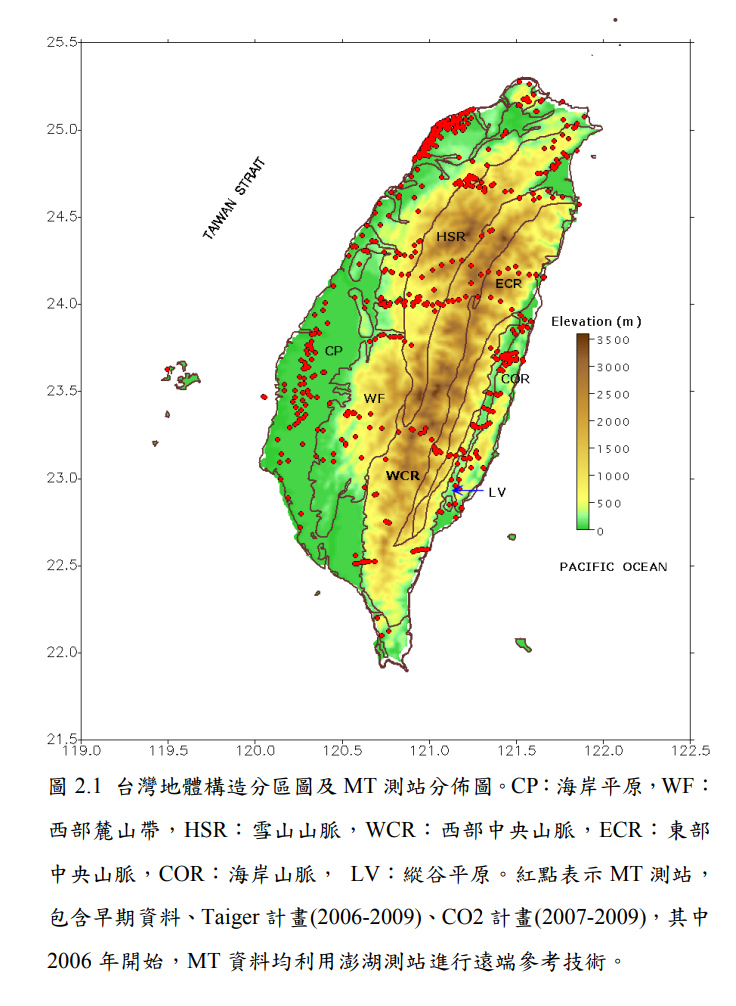 25.5
25.0
24.5
24.0
23.5
23.0
22.5
22.0
21.5
119.0 119.5 120.0 120.5 121.0 121.5 122.0 122.5
TAIWAN STRAIT
HSR
ECR
Elevation (m)
3500
3000
2500
2000
1500
1000
500
0
CP
COR
WF
WCR
LV
PACIFIC OCEAN
圖 2.1 台灣地體構造分區圖及 MT 測站分佈圖。CP：海岸平原，WF：
西部麓山帶，HSR：雪山山脈，WCR：西部中央山脈，ECR：東部
中央山脈，COR：海岸山脈， LV：縱谷平原。紅點表示 MT 測站，
包含早期資料、Taiger 計畫(2006-2009)、CO2 計畫(2007-2009)，其中
2006 年開始，MT 資料均利用澎湖測站進行遠端參考技術。